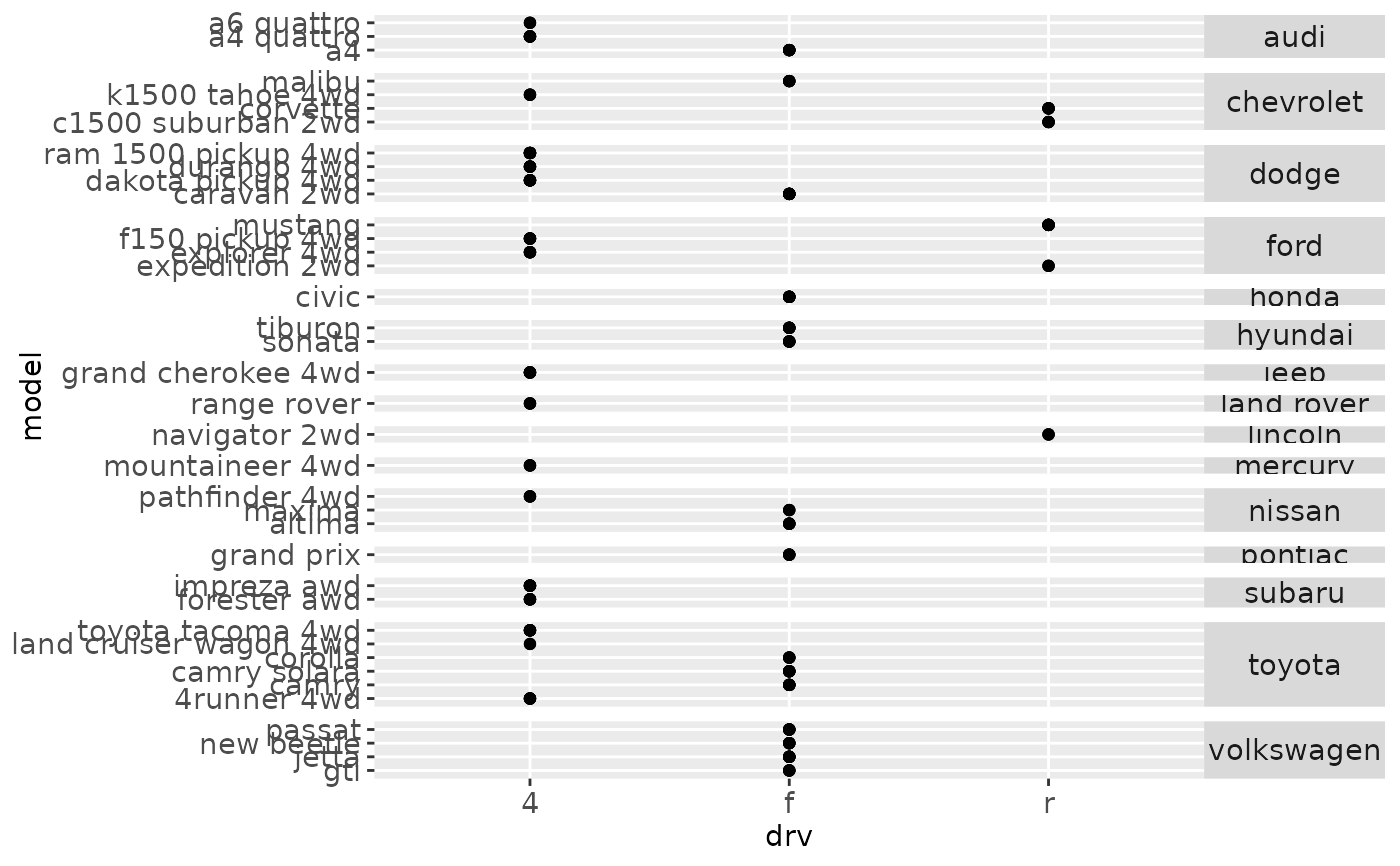 a6 quattro
a4 quattro
a4
audi
malibu
k1500 tahoe 4wd
corvette
c1500 suburban 2wd
chevrolet
ram 1500 pickup 4wd
durango 4wd
dakota pickup 4wd
caravan 2wd
dodge
mustang
f150 pickup 4wd
explorer 4wd
expedition 2wd
ford
civic
honda
tiburon
sonata
hyundai
grand cherokee 4wd
jeep
range rover
land rover
navigator 2wd
lincoln
mountaineer 4wd
mercury
pathfinder 4wd
maxima
altima
nissan
grand prix
pontiac
impreza awd
forester awd
subaru
toyota tacoma 4wd
land cruiser wagon 4wd
corolla
camry solara
camry
4runner 4wd
toyota
passat
new beetle
jetta
gti
volkswagen
model
4 f r
drv